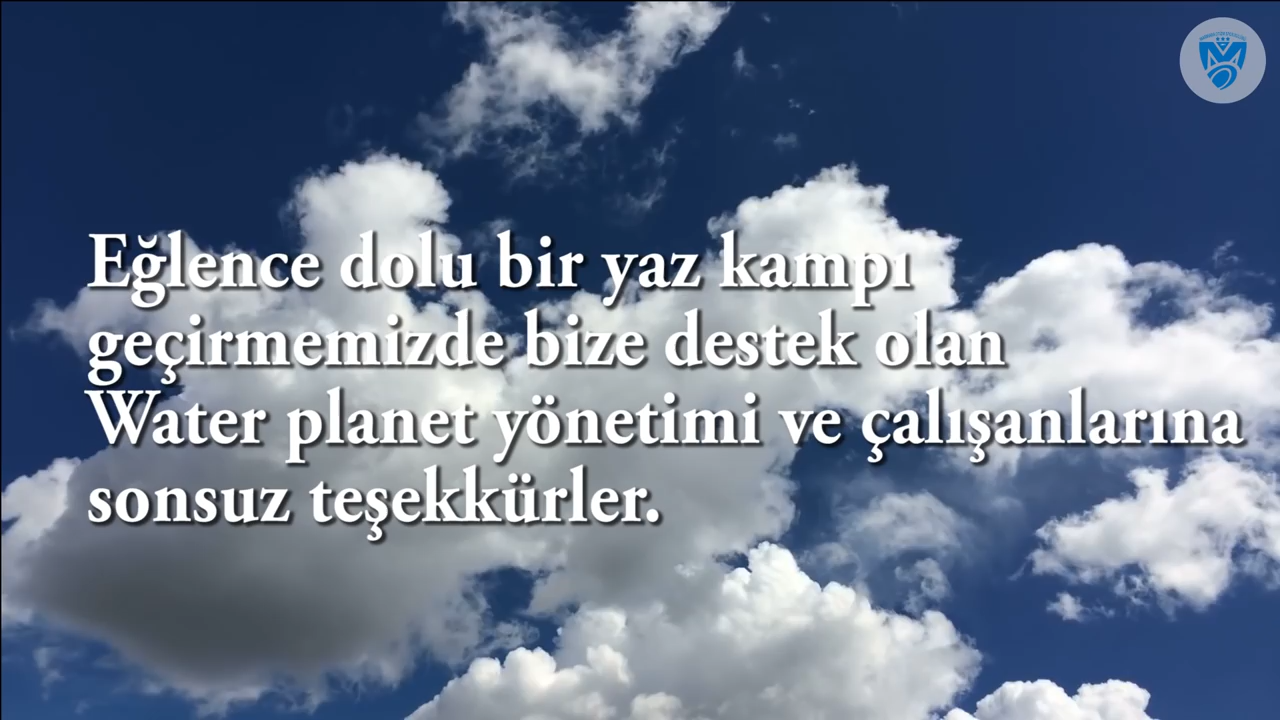 Eğlence dolu bir yaz kampı
geçirmemizde bize destek olan
Water planet yönetimi ve çalışanlarına
sonsuz teşekkürler.